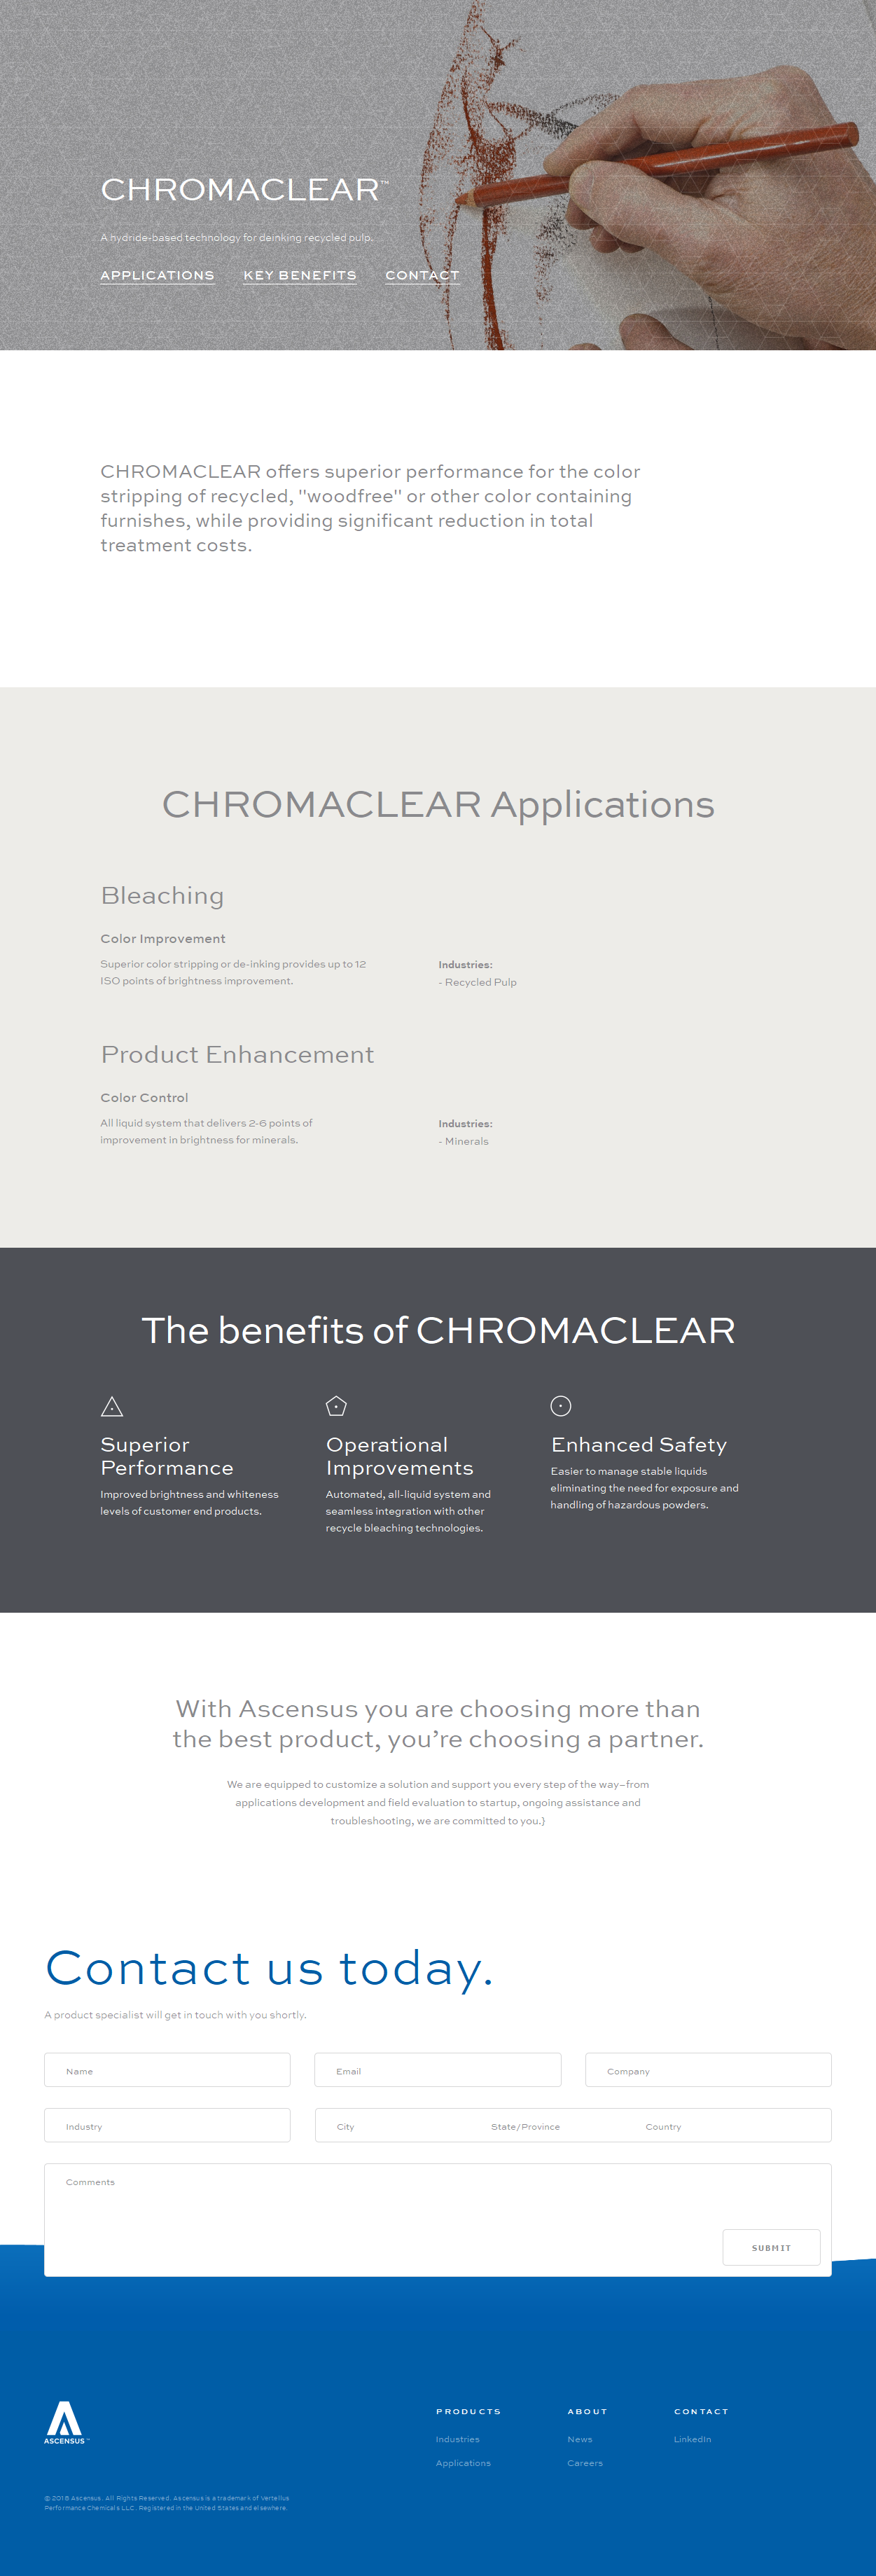 CHROMACLEAR™
A hydride-based technology for deinking recycled pulp.
APPLICATIONS KEY BENEFITS CONTACT
CHROMACLEAR offers superior performance for the color
stripping of recycled, "woodfree" or other color containing
furnishes, while providing significant reduction in total
treatment costs.
CHROMACLEAR Applications
Bleaching
Color Improvement
Superior color stripping or de-inking provides up to 12
ISO points of brightness improvement.
Industries:
- Recycled Pulp
Product Enhancement
Color Control
All liquid system that delivers 2-6 points of
improvement in brightness for minerals.
Industries:
- Minerals
The benefits of CHROMACLEAR
Superior
Performance
Improved brightness and whiteness
levels of customer end products.
Operational
Improvements
Automated, all-liquid system and
seamless integration with other
recycle bleaching technologies.
Enhanced Safety
Easier to manage stable liquids
eliminating the need for exposure and
handling of hazardous powders.
With Ascensus you are choosing more than
the best product, you’re choosing a partner.
We are equipped to customize a solution and support you every step of the way–from
applications development and field evaluation to startup, ongoing assistance and
troubleshooting, we are committed to you.}
Contact us today.
A product specialist will get in touch with you shortly.
Name Email Company
Industry City State/Province Country
Comments
SUBMIT
ASCENSUS™
PRODUCTS
Industries
Applications
ABOUT
News
Careers
CONTACT
LinkedIn
©2016 Ascensus. All Rights Reserved. Ascensus is a trademark of Vertellus
Performance Chemicals LLC. Registered in the United States and elsewhere.